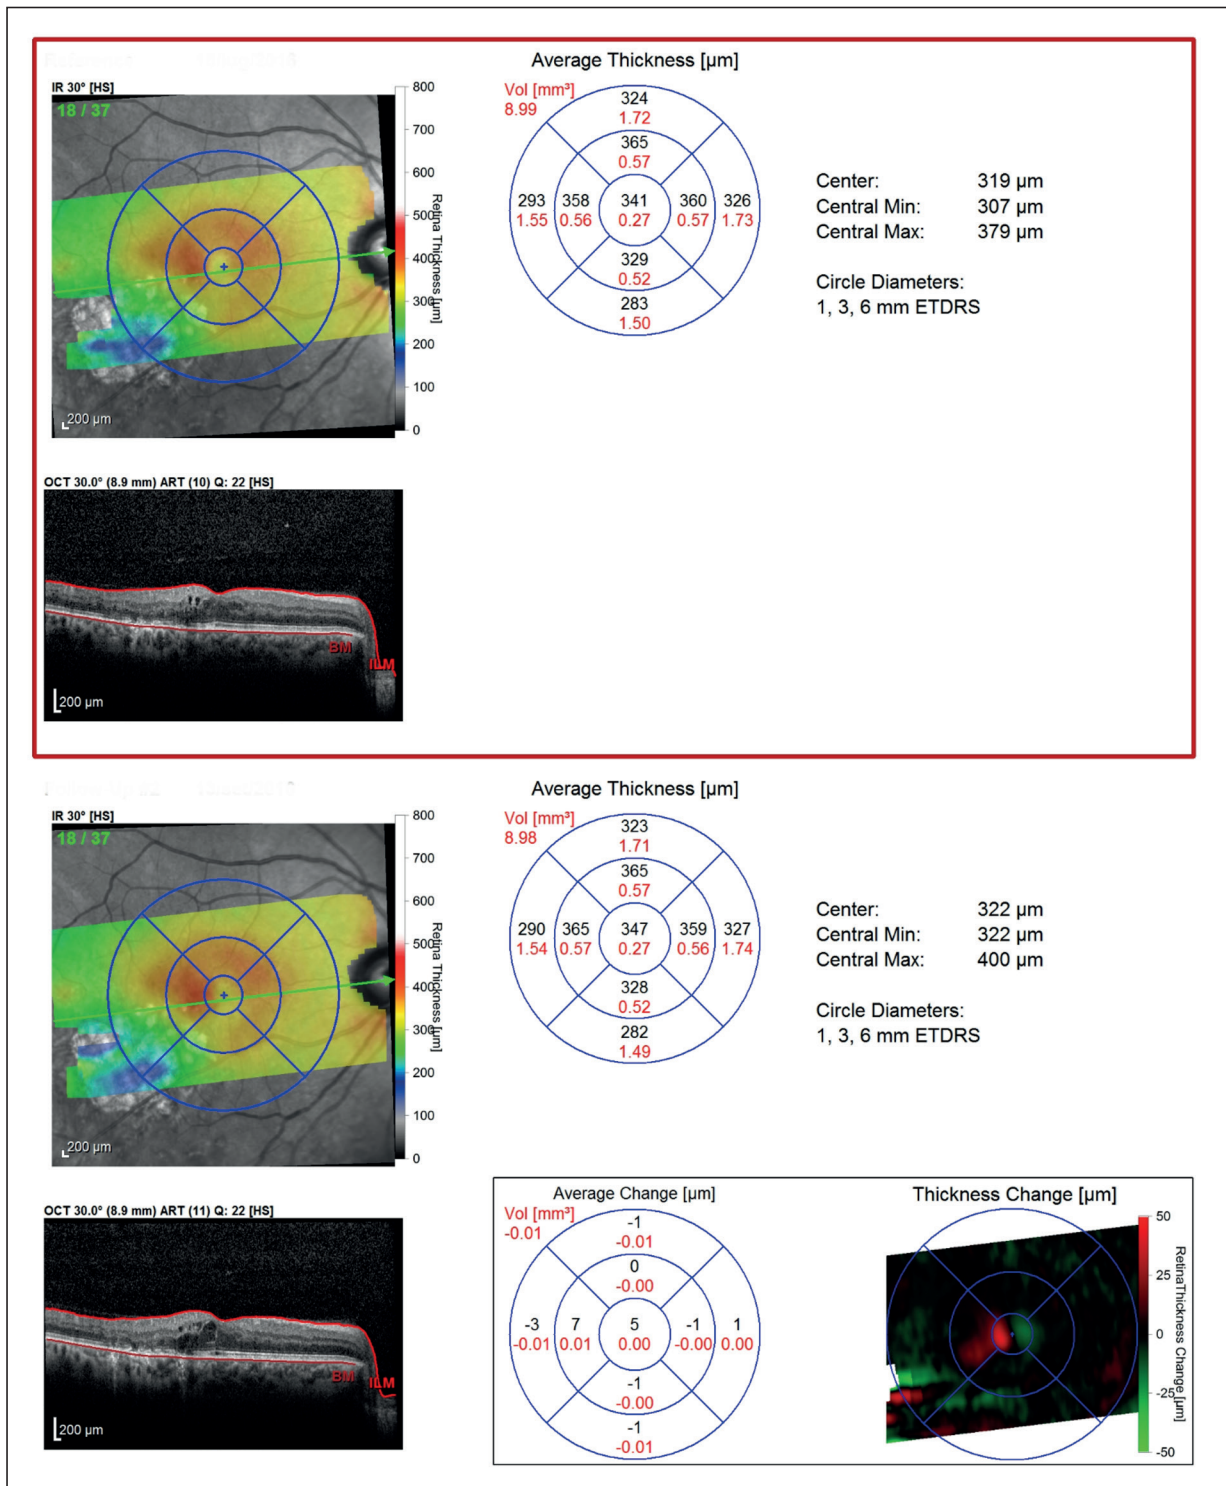 Average Thickness [µm]
IR 30° [HS]
18 / 37
800
700
600
500
400
300
200
100
0
Retina Thickness [µm]
200 µm
Vol [mm³]
8.99
324
1.72
365
0.57
293 358 341 360 326
1.55 0.56 0.27 0.57 1.73
329
0.52
283
1.50
Center: 319 µm
Central Min: 307 µm
Central Max: 379 µm
Circle Diameters:
1, 3, 6 mm ETDRS
OCT 30.0° (8.9 mm) ART (10) Q: 22 [HS]
BM
ILM
200 µm
Average Thickness [µm]
IR 30° [HS]
18 / 37
800
700
600
500
400
300
200
100
0
Retina Thickness [µm]
200 µm
Vol [mm³]
8.98
323
1.71
365
0.57
290 365 347 359 327
1.54 0.57 0.27 0.56 1.74
328
0.52
282
1.49
Center: 322 µm
Central Min: 322 µm
Central Max: 400 µm
Circle Diameters:
1, 3, 6 mm ETDRS
OCT 30.0° (8.9 mm) ART (11) Q: 22 [HS]
BM
ILM
200 µm
Average Change [µm]
Vol [mm³]
-0.01
-1
-0.01
0
-0.00
-3 7 5 -1 1
-0.01 0.01 0.00 -0.00 0.00
-1
-0.00
-1
-0.01
Thickness Change [µm]
50
25
0
-25
-50
RetinaThickness Change [µm]